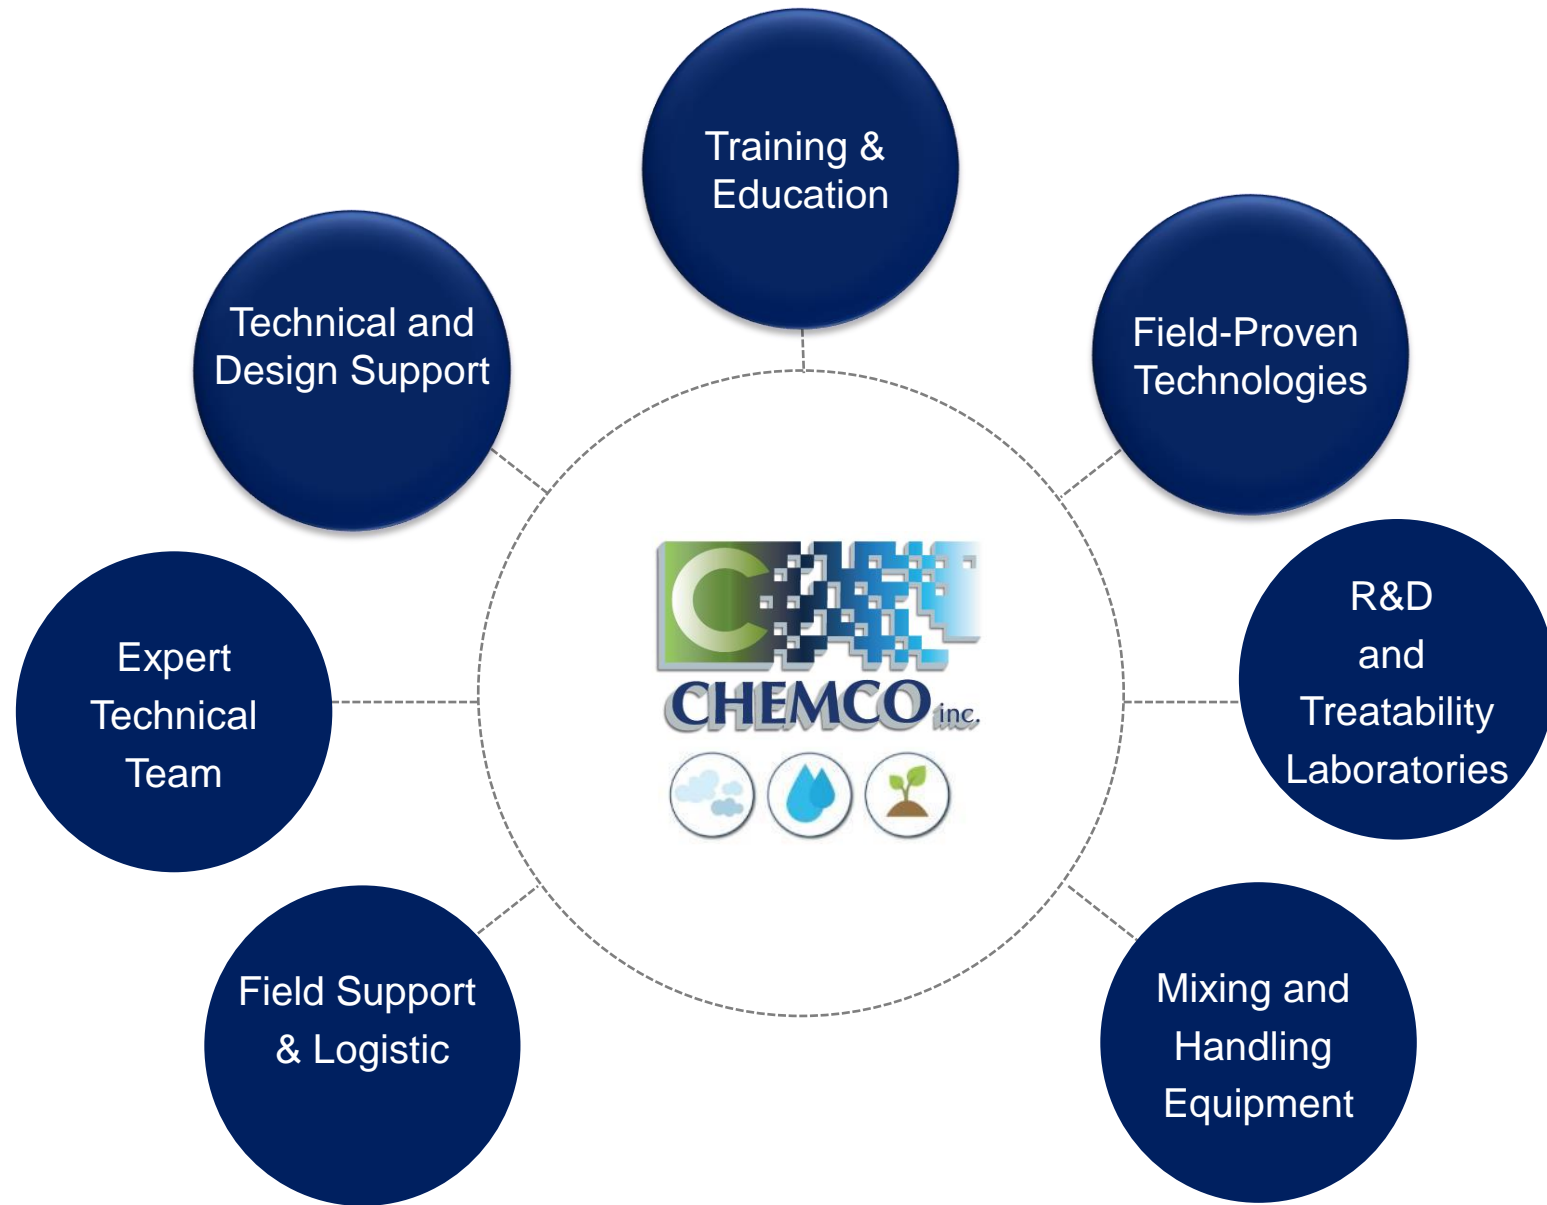 Training &
Education
Technical and
Design Support
Field-Proven
Technologies
R&D
and
Treatability
Laboratories
Expert
Technical
Team
C
CHEMCO inc.
Field Support
& Logistic
Mixing and
Handling
Equipment